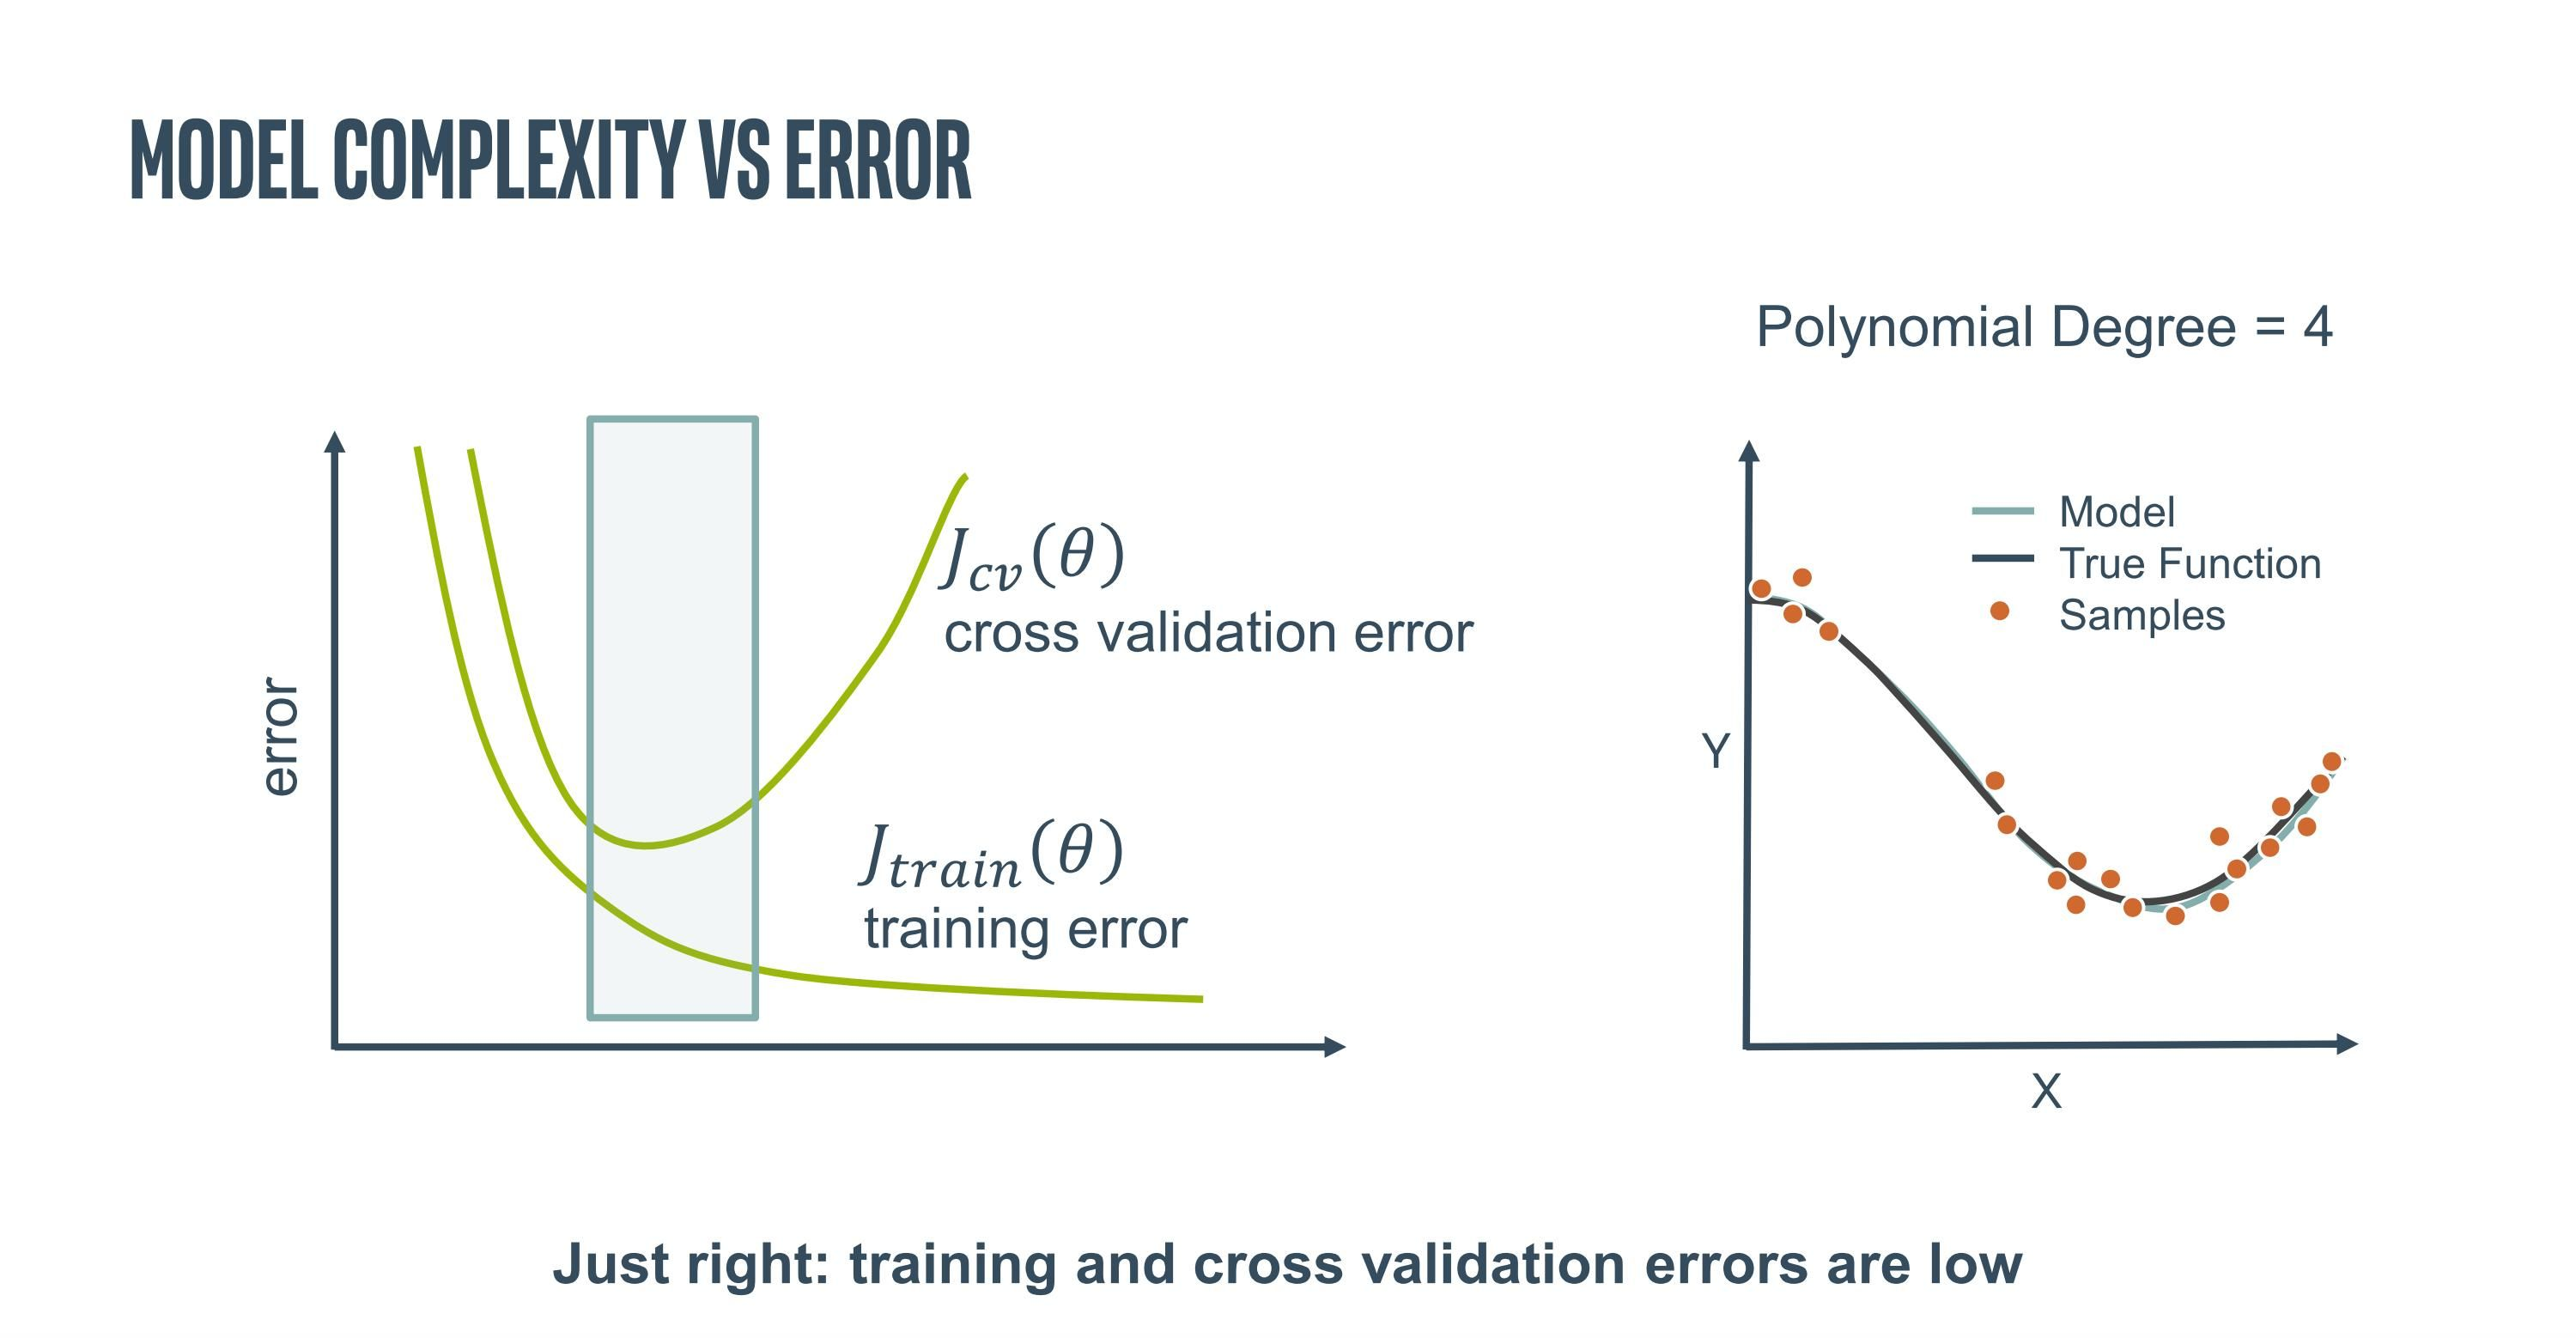 MODEL COMPLEXITY VS ERROR
Polynomial Degree = 4
error
J_cv(θ)
cross validation error
J_train(θ)
training error
Model
True Function
Samples
Y
X
Just right: training and cross validation errors are low